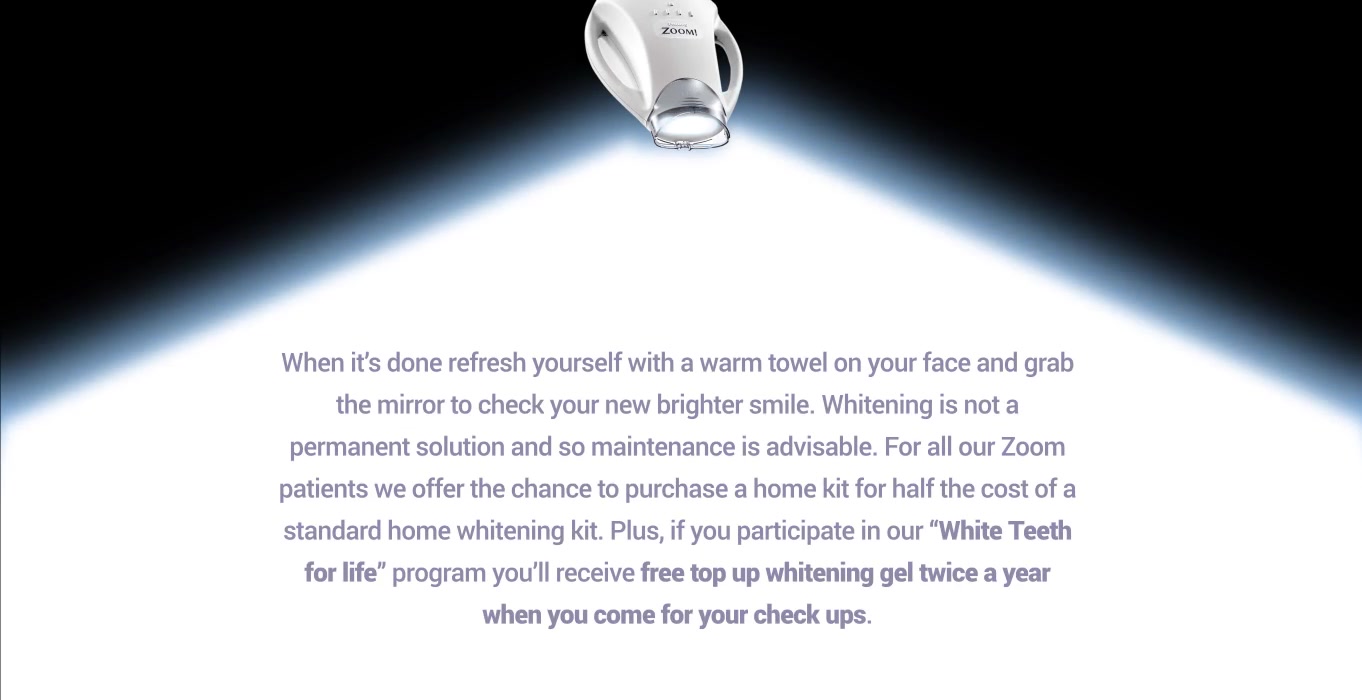 ZOOM!
When it’s done refresh yourself with a warm towel on your face and grab
the mirror to check your new brighter smile. Whitening is not a
permanent solution and so maintenance is advisable. For all our Zoom
patients we offer the chance to purchase a home kit for half the cost of a
standard home whitening kit. Plus, if you participate in our “White Teeth
for life” program you’ll receive free top up whitening gel twice a year
when you come for your check ups.